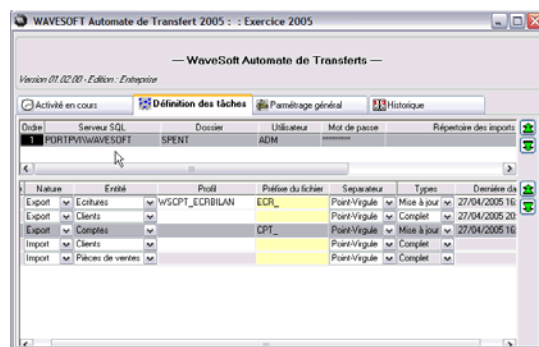 WAVESOFT Automate de Transfert 2005 : : Exercice 2005
— WaveSoft Automate de Transferts —
Version 01.02.00 - Edition : Entreprise
Activité en cours Définition des tâches Paramétrage général Historique
Ordre Serveur SQL Dossier Utilisateur Mot de passe Répertoire des imports
1 PORTPVI\WAVESOFT SPENT ADM ********
Nature Entité Profil Préfixe du fichier Separateur Types Dernière da
Export Ecritures WSCPT_ECRBILAN ECR_ Point-Virgule Mise à jour 27/04/2005 16:
Export Clients Point-Virgule Complet 27/04/2005 20:
Export Comptes CPT_ Point-Virgule Mise à jour 27/04/2005 16:
Import Clients Point-Virgule Complet
Import Pièces de ventes Point-Virgule Complet